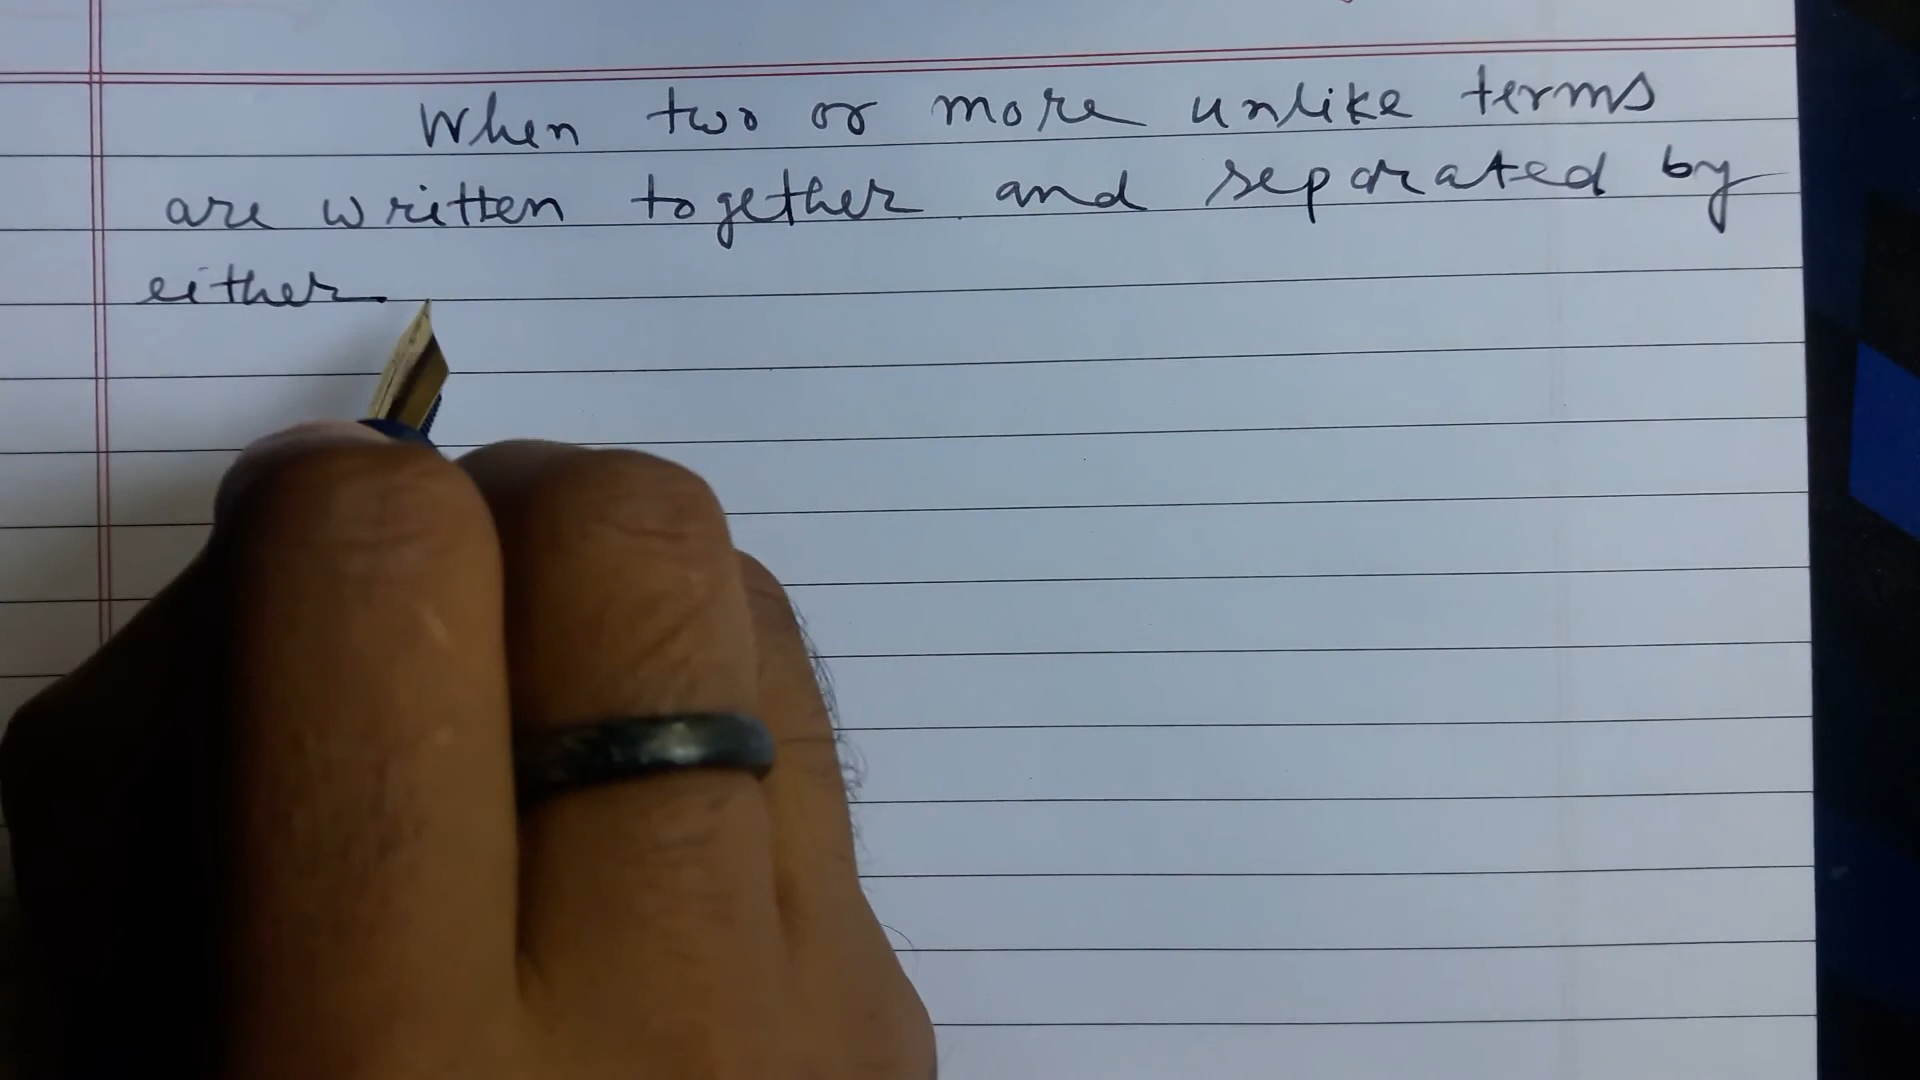 When two or more unlike terms
are written together and separated by
either